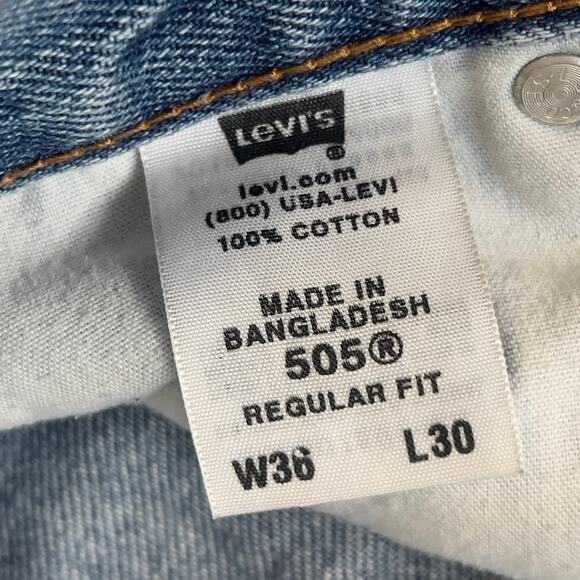 LEVI'S
®
levi.com
(800) USA-LEVI
100% COTTON
MADE IN
BANGLADESH
505®
REGULAR FIT
W36 L30